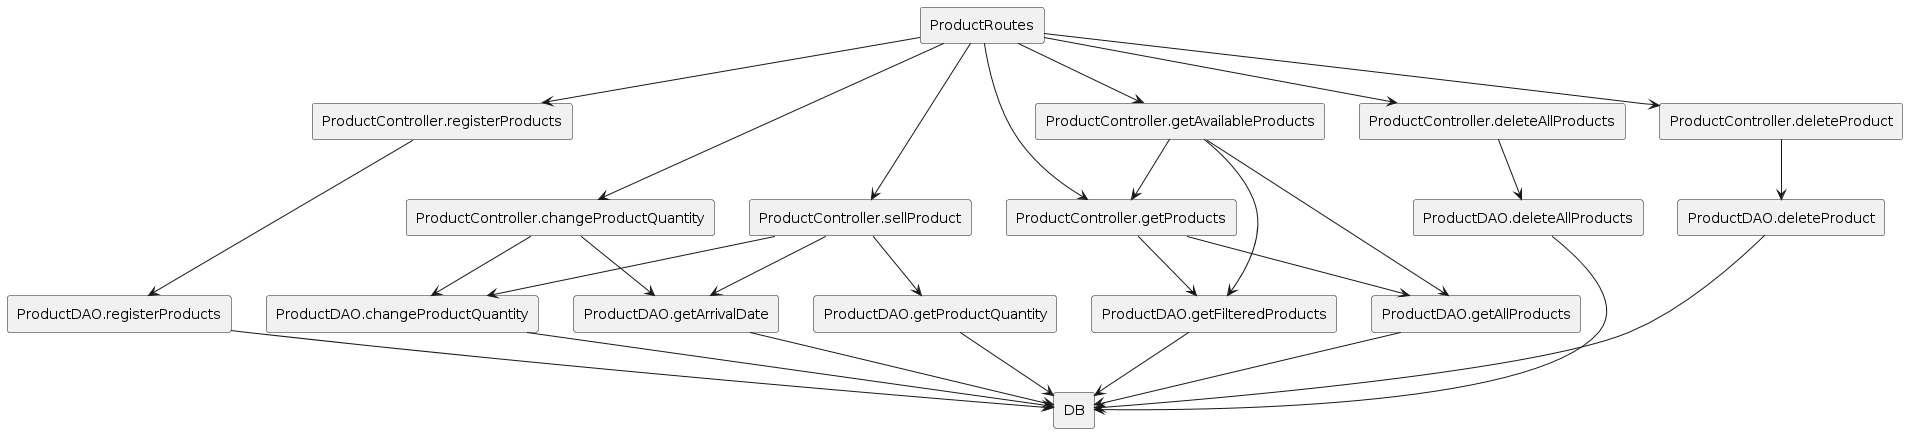 ProductRoutes
ProductController.registerProducts
ProductController.getAvailableProducts
ProductController.deleteAllProducts
ProductController.deleteProduct
ProductController.changeProductQuantity
ProductController.sellProduct
ProductController.getProducts
ProductDAO.deleteAllProducts
ProductDAO.deleteProduct
ProductDAO.registerProducts
ProductDAO.changeProductQuantity
ProductDAO.getArrivalDate
ProductDAO.getProductQuantity
ProductDAO.getFilteredProducts
ProductDAO.getAllProducts
DB